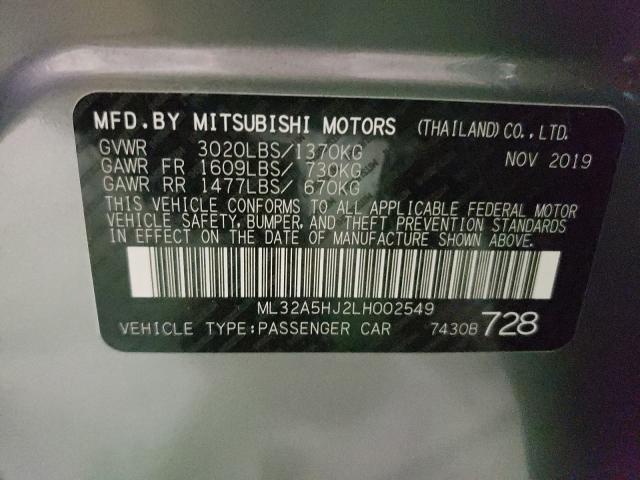 MFD.BY MITSUBISHI MOTORS (THAILAND)CO.,LTD.
GVWR 3020LBS/1370KG NOV 2019
GAWR FR 1609LBS/ 730KG
GAWR RR 1477LBS/ 670KG
THIS VEHICLE CONFORMS TO ALL APPLICABLE FEDERAL MOTOR
VEHICLE SAFETY, BUMPER, AND THEFT PREVENTION STANDARDS
IN EFFECT ON THE DATE OF MANUFACTURE SHOWN ABOVE.
ML32A5HJ2LH002549
VEHICLE TYPE:PASSENGER CAR 7430B 728